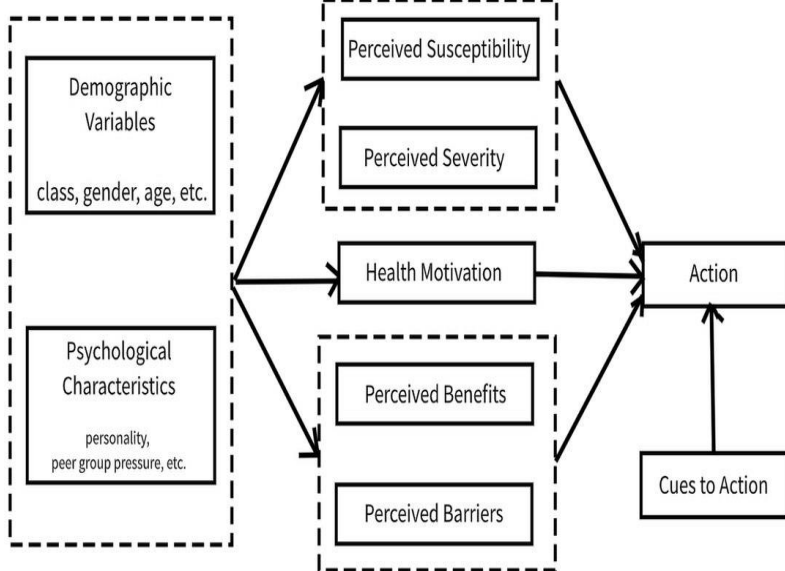 Demographic
Variables
class, gender, age, etc.
Psychological
Characteristics
personality,
peer group pressure, etc.
Perceived Susceptibility
Perceived Severity
Health Motivation
Perceived Benefits
Perceived Barriers
Action
Cues to Action